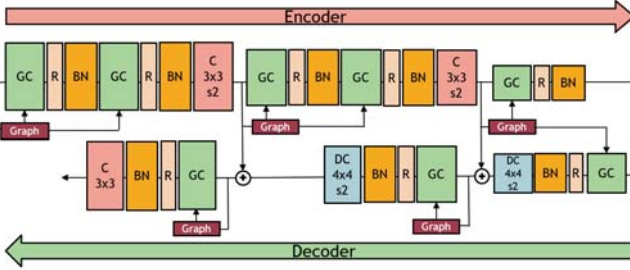 Encoder
GC R BN GC R BN C 3x3 s2 GC R BN GC R BN C 3x3 s2 GC R BN
Graph Graph Graph
C 3x3 BN R GC DC 4x4 s2 BN R GC DC 4x4 s2 BN R GC
Graph Graph
Decoder